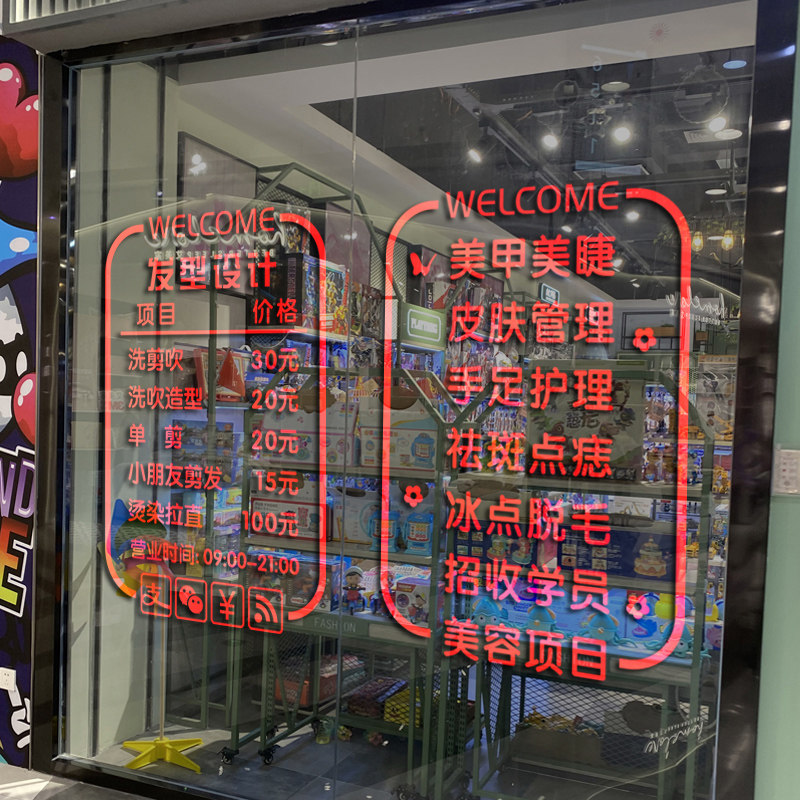 WELCOME
发型设计
项目 价格
洗剪吹 30元
洗吹造型 20元
单 剪 20元
小朋友剪发 15元
烫染拉直 100元
营业时间: 09:00-21:00
支 ¥
WELCOME
美甲美睫
皮肤管理
手足护理
祛斑点痣
冰点脱毛
招收学员
美容项目
FASHION
homelove